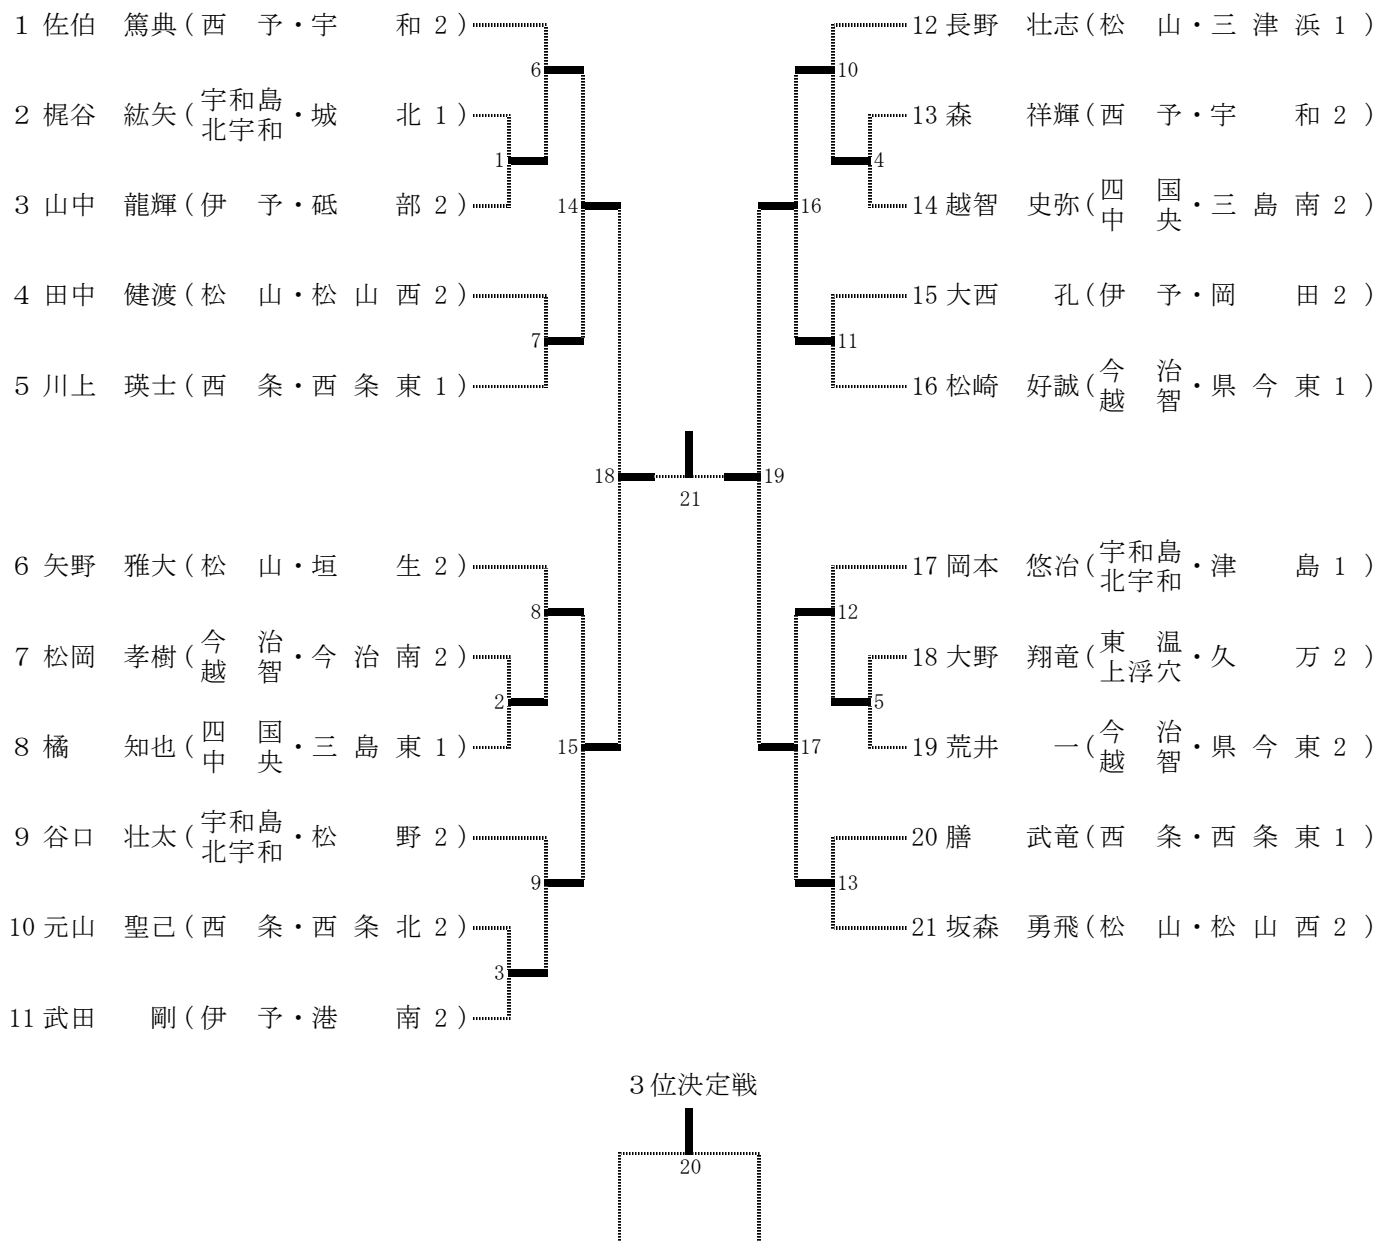 1 佐伯 篤典(西 予・宇 和 2)
2 梶谷 紘矢(宇和島北宇和・城 北 1)
3 山中 龍輝(伊 予・砥 部 2)
4 田中 健渡(松 山・松 山 西 2)
5 川上 瑛士(西 条・西 条 東 1)
6 矢野 雅大(松 山・垣 生 2)
7 松岡 孝樹(今治越智・今 治 南 2)
8 橘 知也(四国中央・三 島 東 1)
9 谷口 壮太(宇和島北宇和・松 野 2)
10 元山 聖己(西 条・西 条 北 2)
11 武田 剛(伊 予・港 南 2)
6
1
14
7
18
8
2
15
9
3
21
12 長野 壮志(松 山・三 津 浜 1)
13 森 祥輝(西 予・宇 和 2)
14 越智 史弥(四国中央・三 島 南 2)
15 大西 孔(伊 予・岡 田 2)
16 松崎 好誠(今治越智・県 今 東 1)
17 岡本 悠冶(宇和島北宇和・津 島 1)
18 大野 翔竜(東温上浮穴・久 万 2)
19 荒井 一(今治越智・県 今 東 2)
20 膳 武竜(西 条・西 条 東 1)
21 坂森 勇飛(松 山・松 山 西 2)
10
4
16
11
19
12
5
17
13
3位決定戦
20